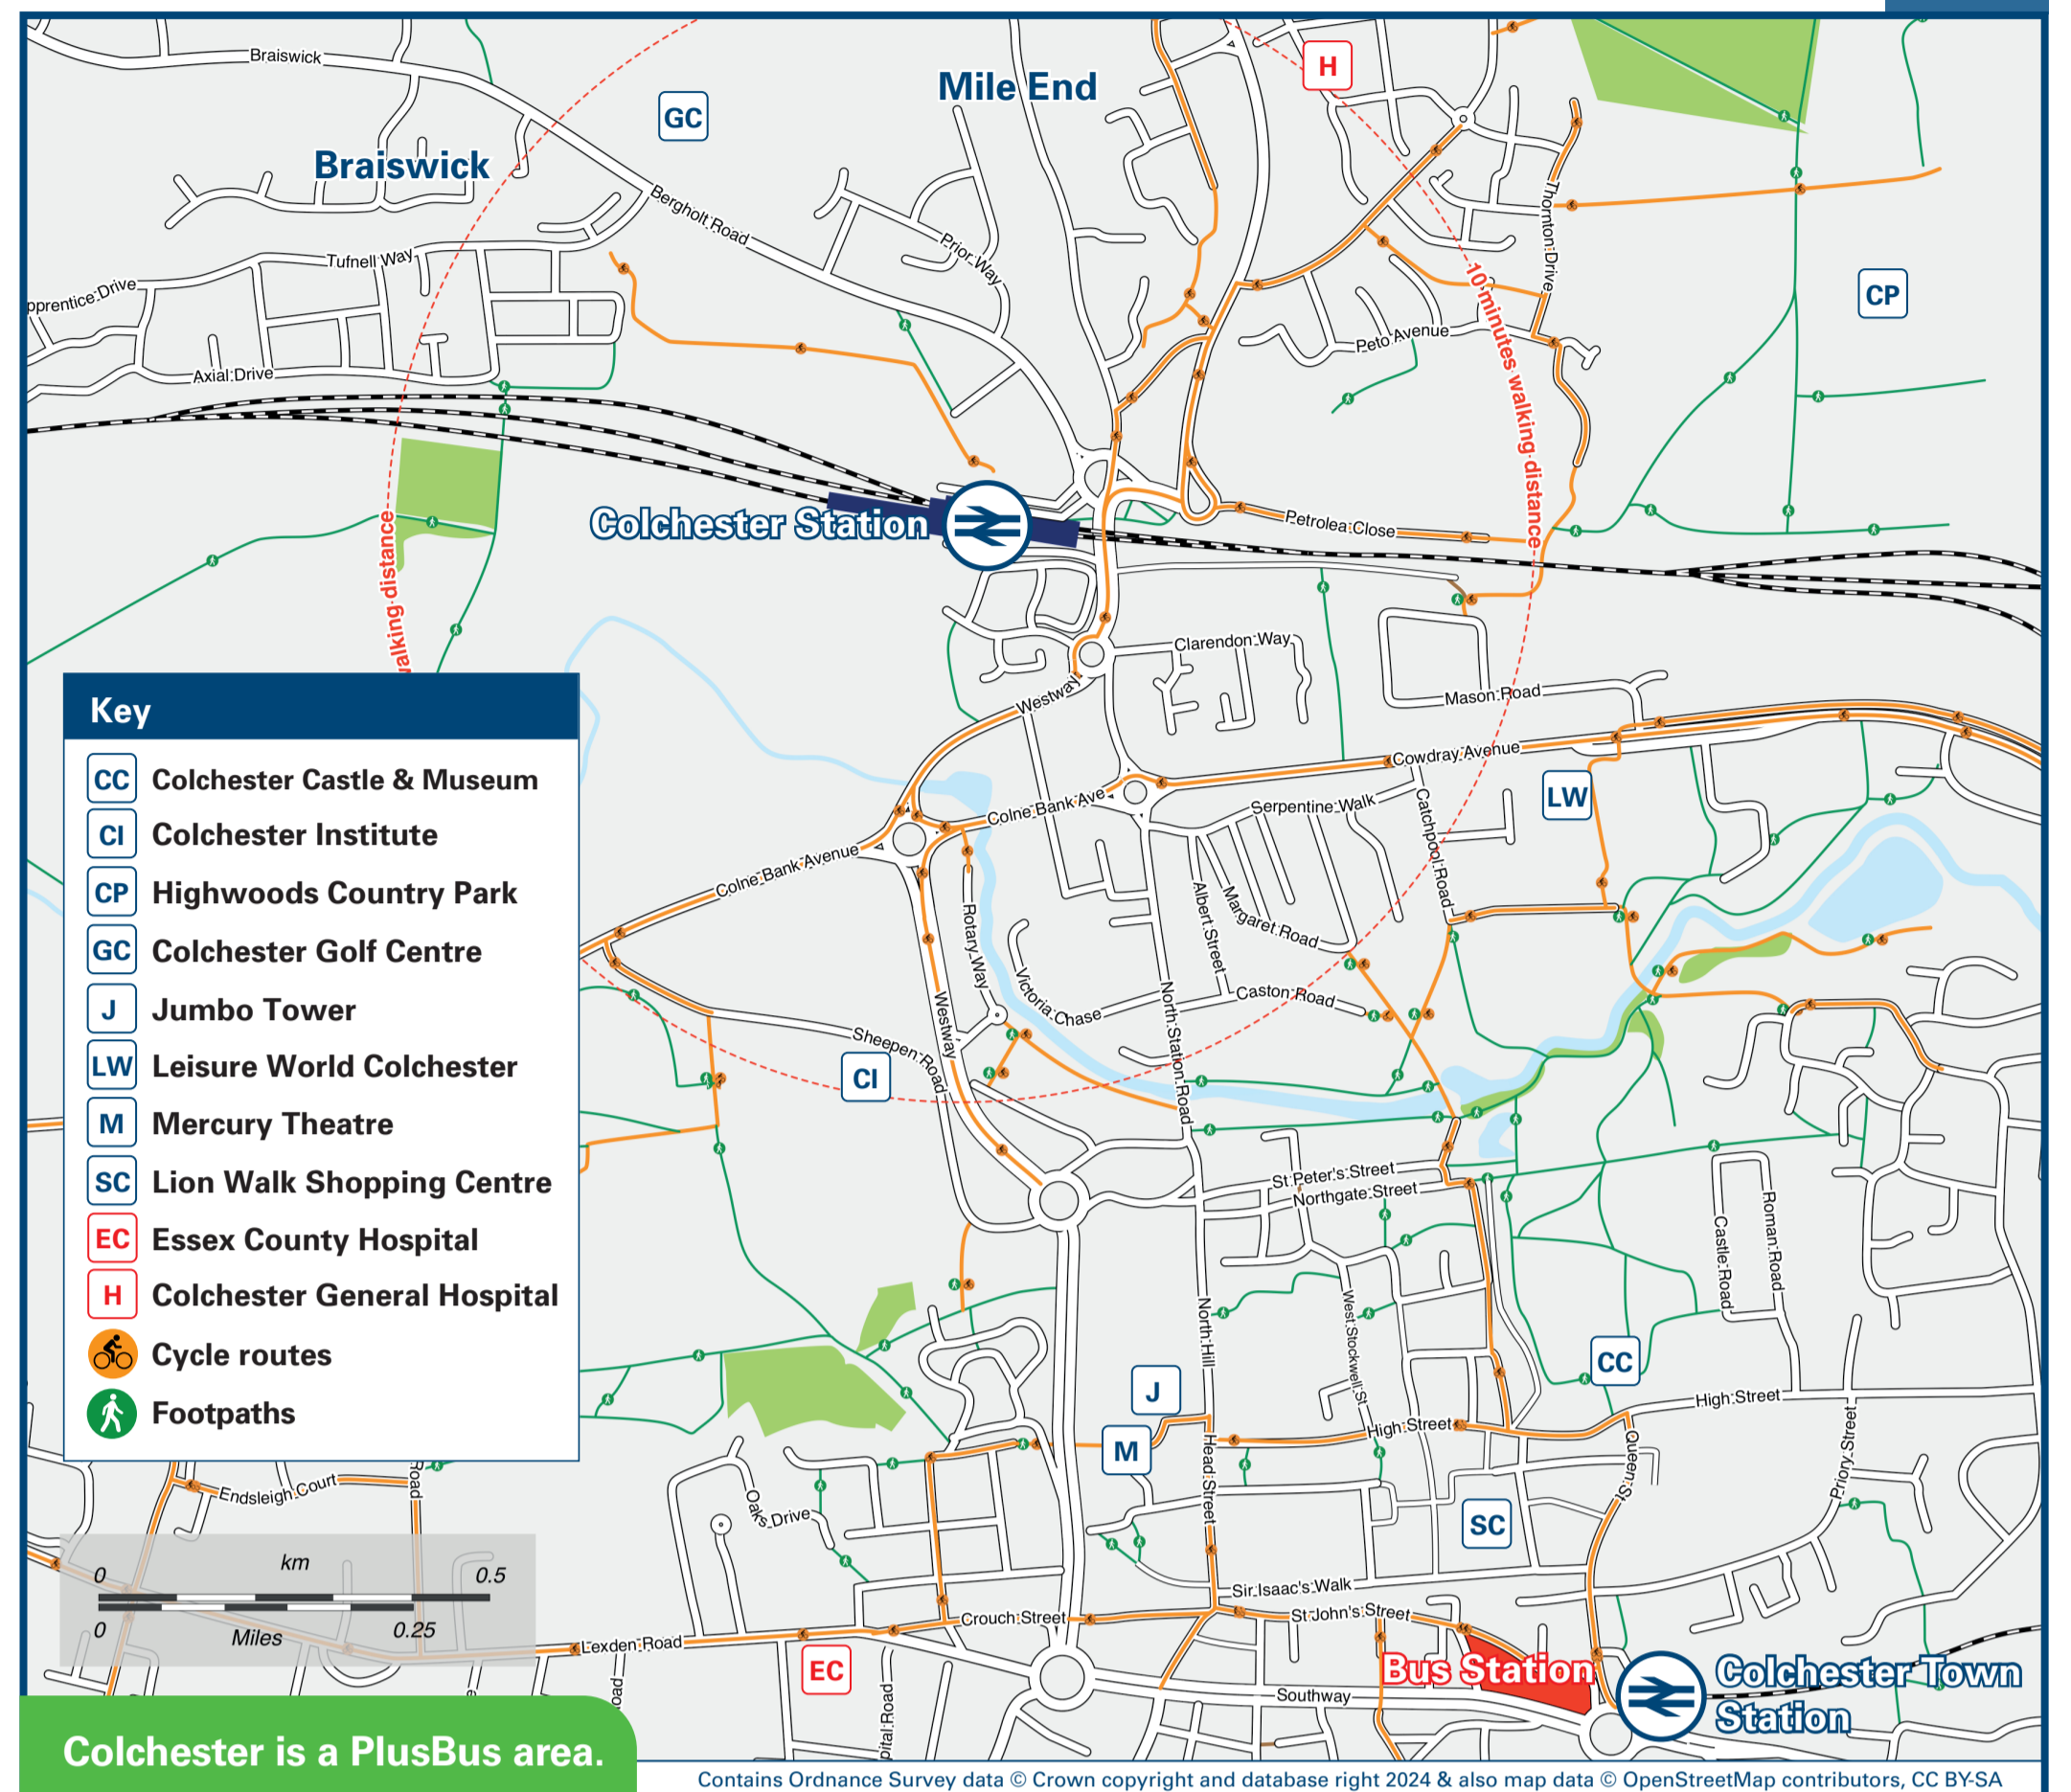 Braiswick
GC
Mile End
H
Braiswick
Bergholt Road
Prior Way
Thornton Drive
Tufnell Way
pprentice Drive
Axial Drive
CP
Peto Avenue
10 minutes walking distance
Colchester Station
Petrolea Close
alking distance
Clarendon Way
Westway
Mason Road
Cowdray Avenue
LW
Colne Bank Ave
Serpentine Walk
Catchpool Road
Colne Bank Avenue
Albert Street
Margaret Road
Rotary Way
Victoria Chase
Caston Road
Westway
North Station Road
Sheepen Road
CI
St Peter's Street
Northgate Street
Castle Road
Roman Road
North Hill
West Stockwell St
CC
J
High Street
High Street
M
Head Street
Queen St
Priory Street
SC
Oaks Drive
Endsleigh Court
Road
Sir Isaac's Walk
Crouch Street
St John's Street
Lexden Road
EC
Bus Station
Southway
Colchester Town
Station
oad
pital Road
Key
CC Colchester Castle & Museum
CI Colchester Institute
CP Highwoods Country Park
GC Colchester Golf Centre
J Jumbo Tower
LW Leisure World Colchester
M Mercury Theatre
SC Lion Walk Shopping Centre
EC Essex County Hospital
H Colchester General Hospital
Cycle routes
Footpaths
km
0 0.5
0 Miles 0.25
Colchester is a PlusBus area.
Contains Ordnance Survey data © Crown copyright and database right 2024 & also map data © OpenStreetMap contributors, CC BY-SA